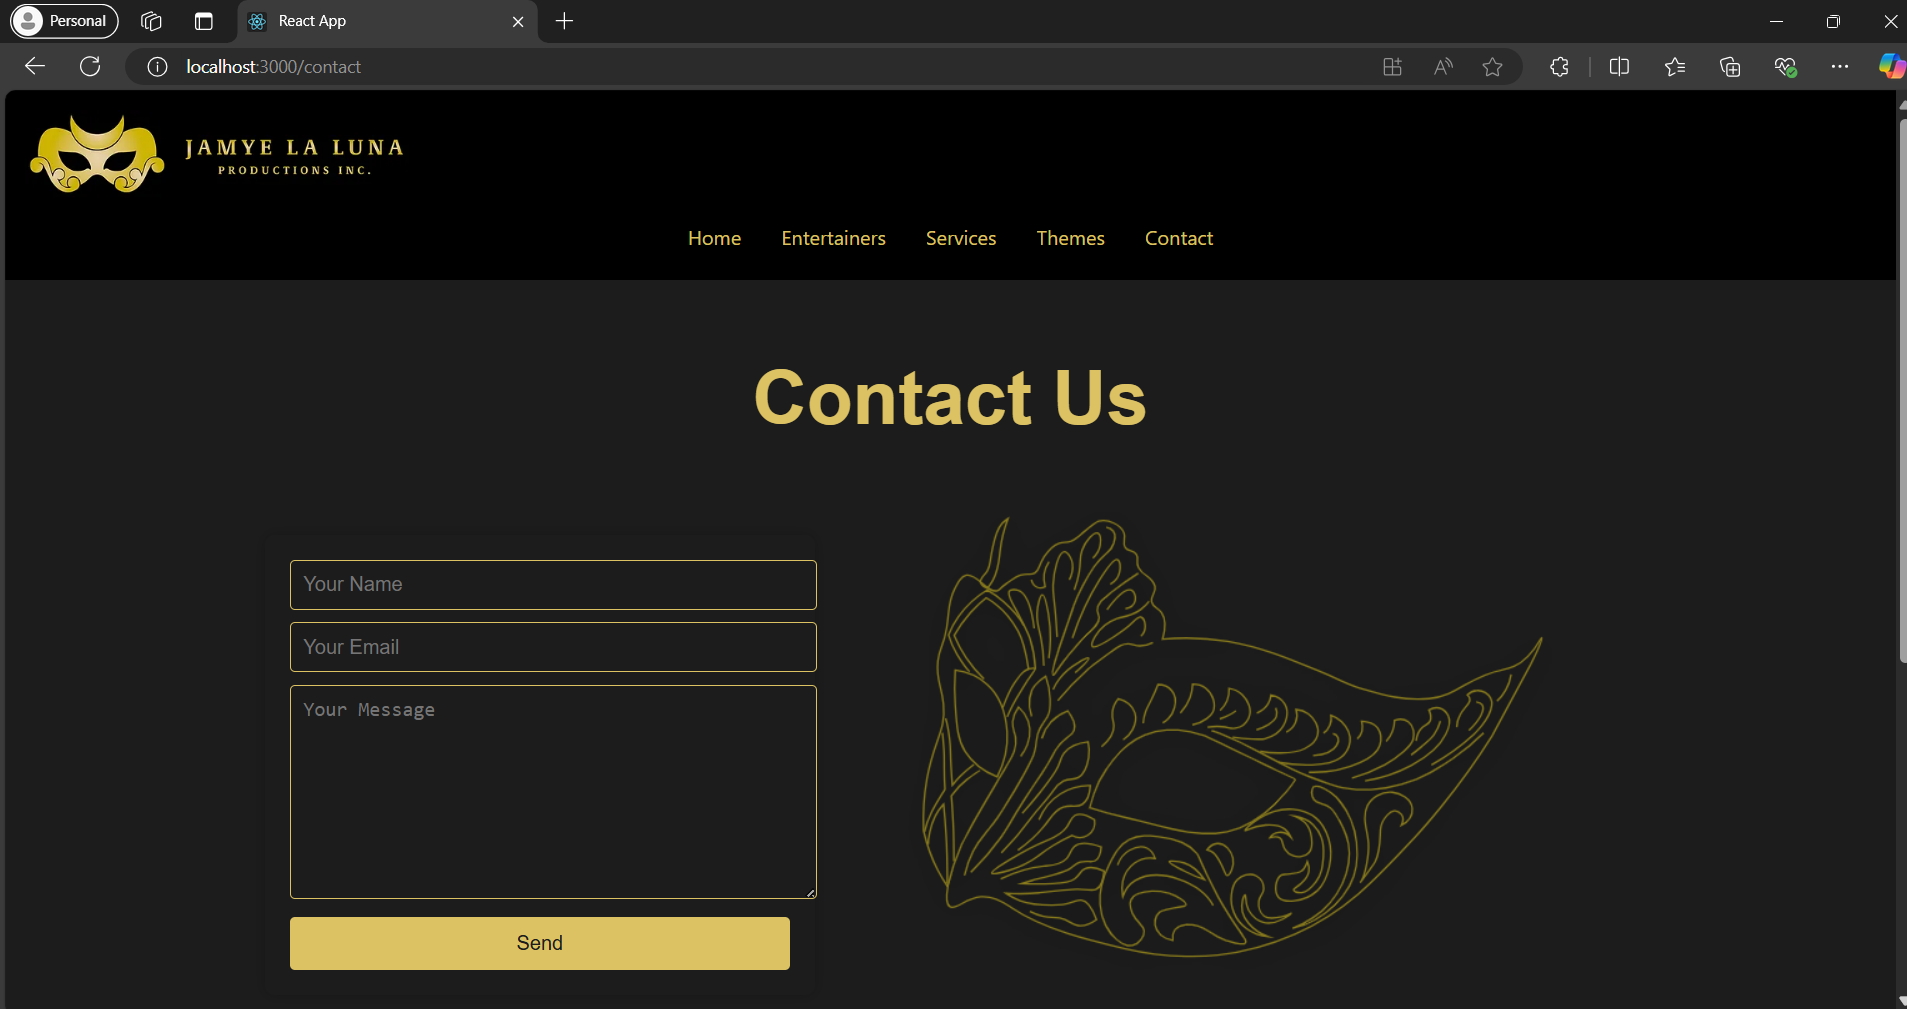 Personal
React App
localhost:3000/contact
JAMYE LA LUNA
PRODUCTIONS INC.
Home Entertainers Services Themes Contact
Contact Us
Your Name
Your Email
Your Message
Send